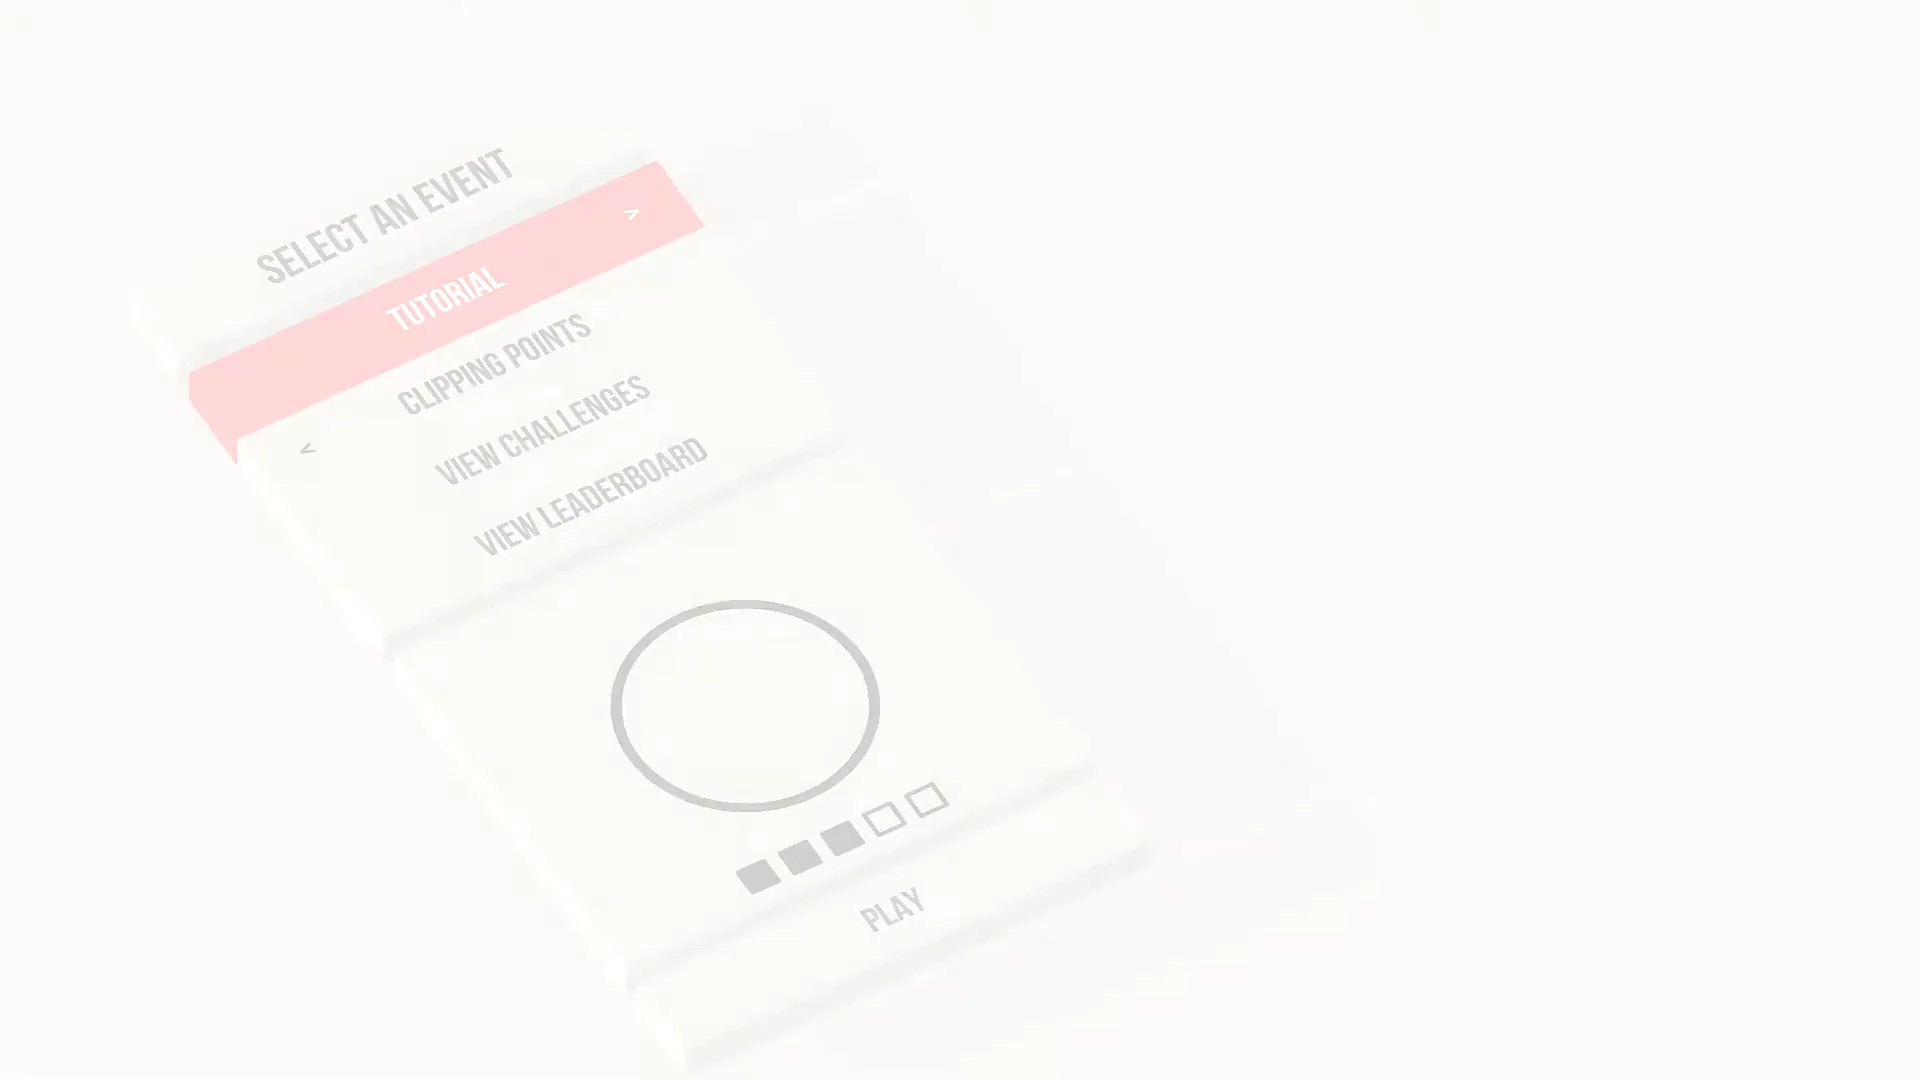 SELECT AN EVENT
TUTORIAL >
< CLIPPING POINTS
VIEW CHALLENGES
VIEW LEADERBOARD
PLAY